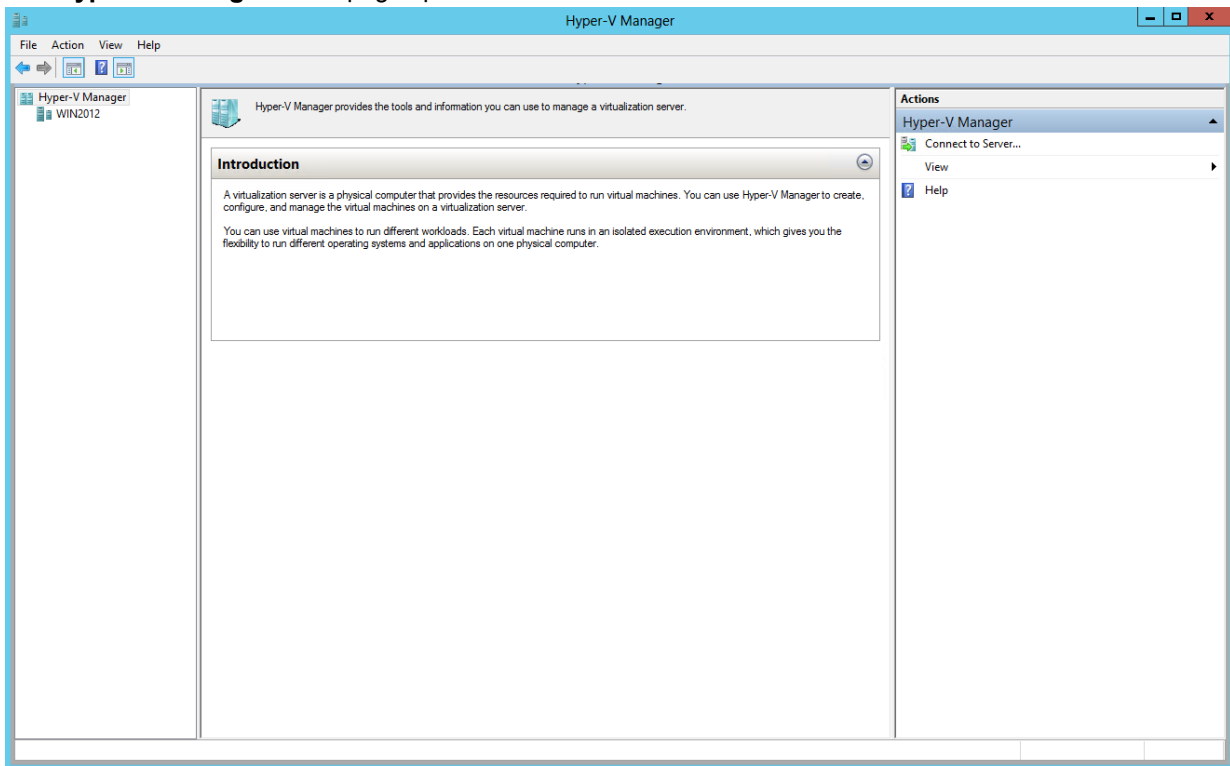 Hyper-V Manager
File Action View Help
Hyper-V Manager
WIN2012
Hyper-V Manager provides the tools and information you can use to manage a virtualization server.
Introduction
A virtualization server is a physical computer that provides the resources required to run virtual machines. You can use Hyper-V Manager to create,
configure, and manage the virtual machines on a virtualization server.
You can use virtual machines to run different workloads. Each virtual machine runs in an isolated execution environment, which gives you the
flexibility to run different operating systems and applications on one physical computer.
Actions
Hyper-V Manager
Connect to Server...
View
Help